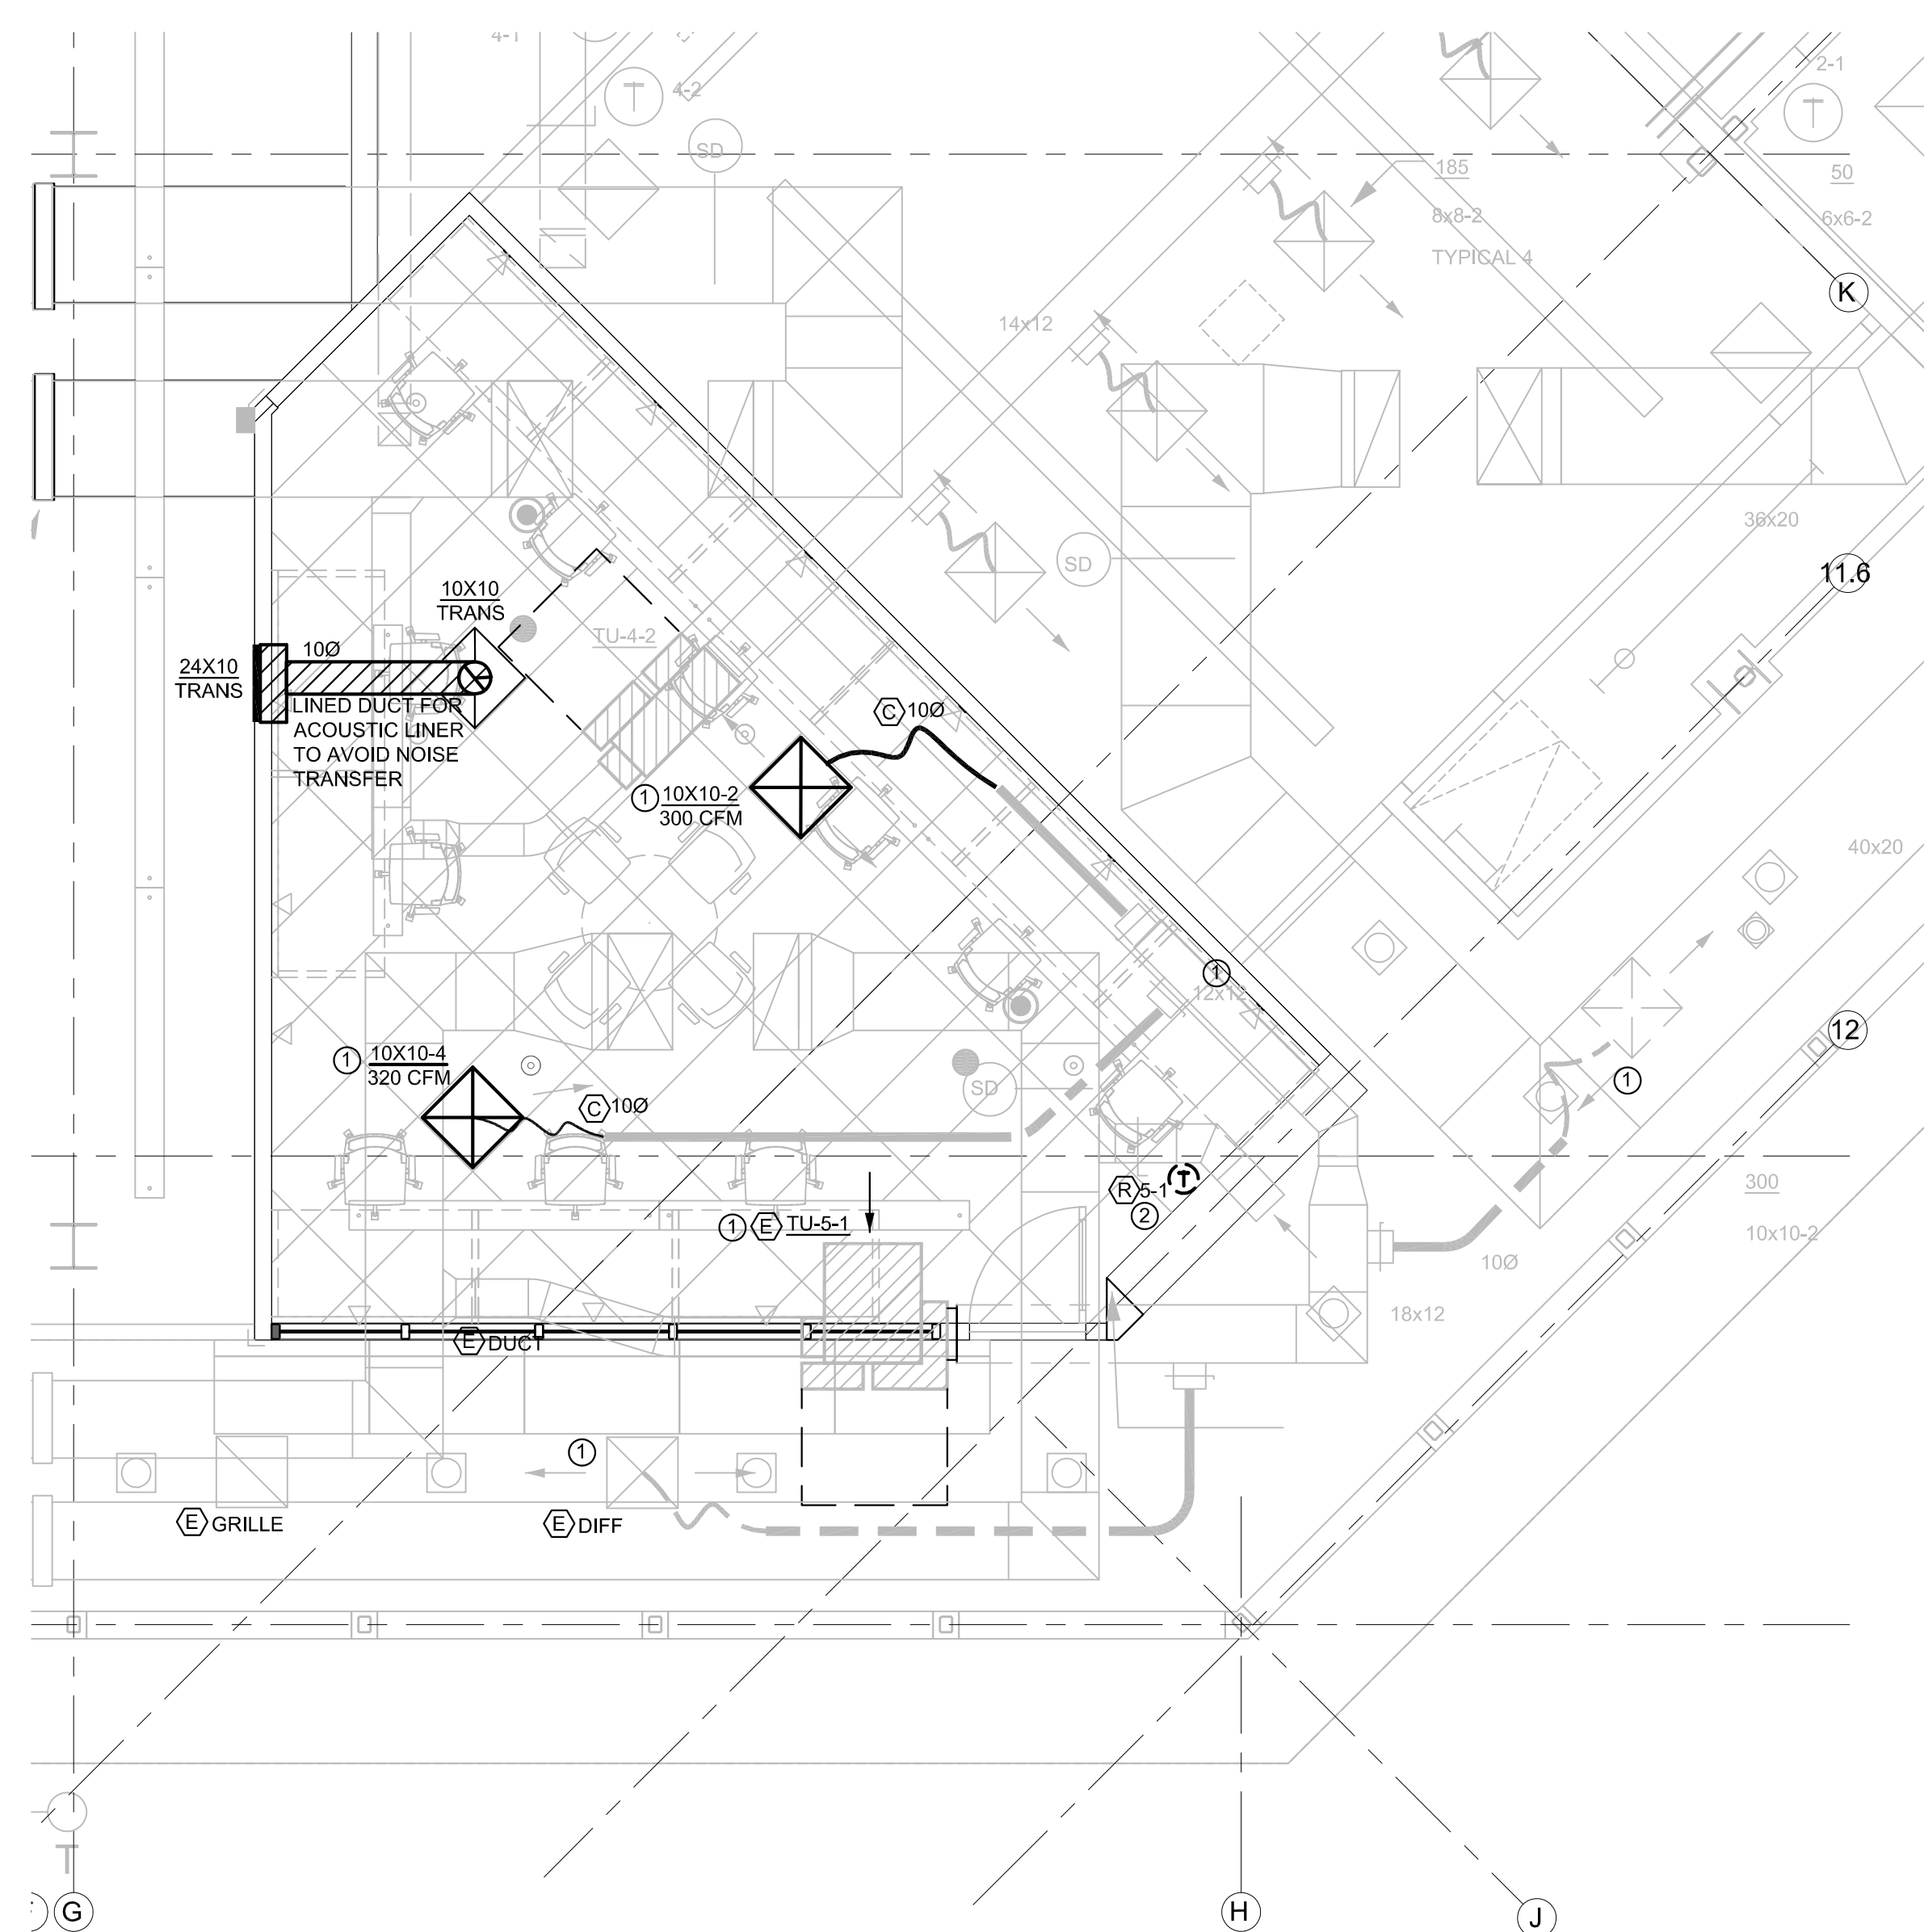 4-1
T
4-2
SD
2-1
T
185
8x8-2
TYPICAL 4
50
6x6-2
K
14x12
36x20
SD
11.6
10X10
TRANS
TU-4-2
10Ø
24X10
TRANS
LINED DUCT FOR
ACOUSTIC LINER
TO AVOID NOISE
TRANSFER
C 10Ø
1 10X10-2
300 CFM
40x20
1
12x12
12
1 10X10-4
320 CFM
C 10Ø
SD
1
R 5-1 T
2
300
10x10-2
1 E TU-5-1
10Ø
18x12
E DUCT
1
E GRILLE
E DIFF
T
G
H
J